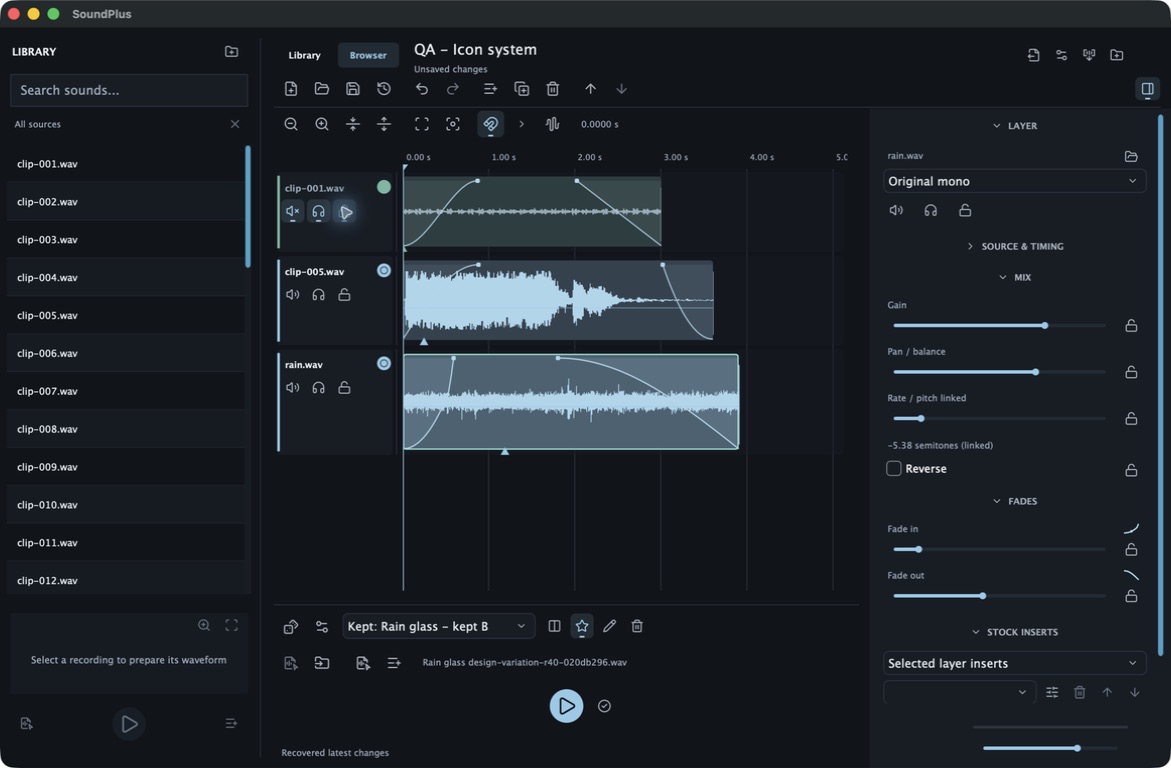 SoundPlus
LIBRARY
Search sounds...
All sources
clip-001.wav
clip-002.wav
clip-003.wav
clip-004.wav
clip-005.wav
clip-006.wav
clip-007.wav
clip-008.wav
clip-009.wav
clip-010.wav
clip-011.wav
clip-012.wav
Select a recording to prepare its waveform
Library
Browser
QA – Icon system
Unsaved changes
0.0000 s
0.00 s
1.00 s
2.00 s
3.00 s
4.00 s
5.0
clip-001.wav
clip-005.wav
rain.wav
Kept: Rain glass – kept B
Rain glass design-variation-r40-020db296.wav
Recovered latest changes
LAYER
rain.wav
Original mono
SOURCE & TIMING
MIX
Gain
Pan / balance
Rate / pitch linked
-5.38 semitones (linked)
Reverse
FADES
Fade in
Fade out
STOCK INSERTS
Selected layer inserts